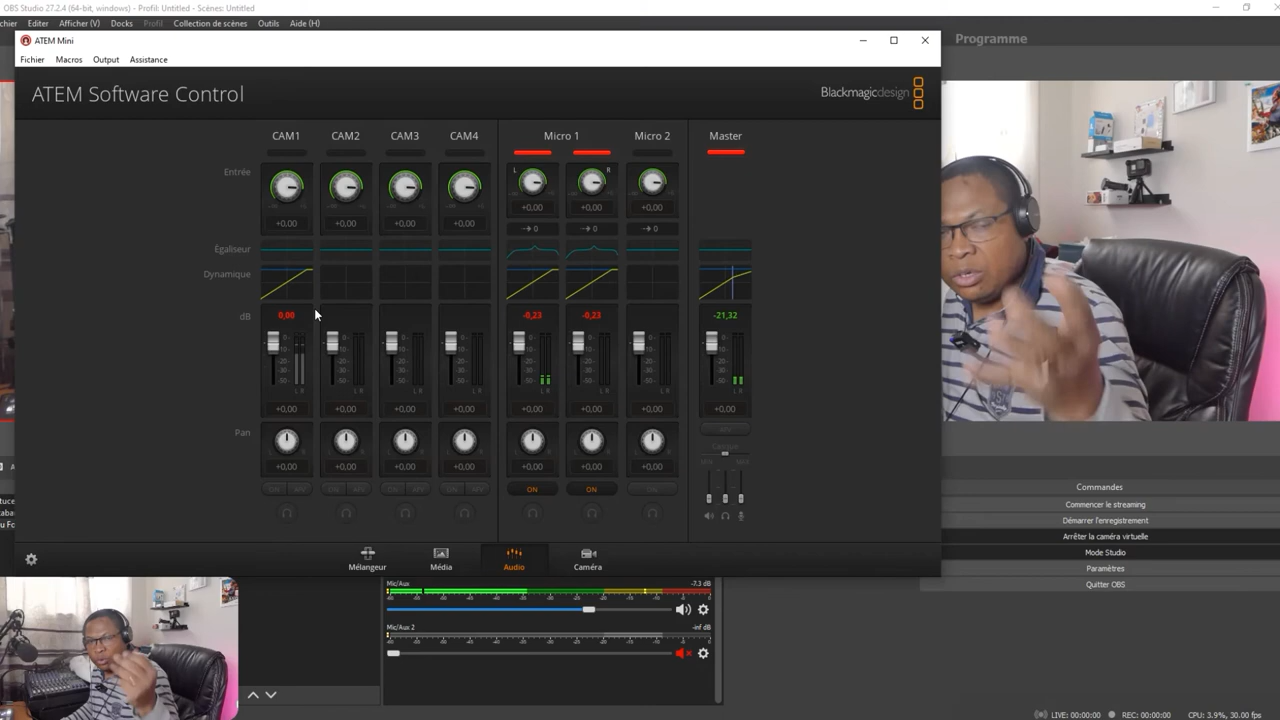 OBS Studio 27.2.4 (64-bit, windows) - Profil: Untitled - Scènes: Untitled
chier Editer Afficher (V) Docks Profil Collection de scènes Outils Aide (H)
ATEM Mini
Fichier Macros Output Assistance
Programme
ATEM Software Control
Blackmagicdesign
CAM1 CAM2 CAM3 CAM4 Micro 1 Micro 2 Master
Entrée
L R
+0,00 +0,00 +0,00 +0,00 +0,00 +0,00 +0,00
0 0 0
Égaliseur
Dynamique
dB 0,00 -0,23 -0,23 -21,32
+0,00 +0,00 +0,00 +0,00 +0,00 +0,00 +0,00 +0,00
Pan
+0,00 +0,00 +0,00 +0,00 +0,00 +0,00 +0,00
ON ON
Mélangeur Média Audio Caméra
Commandes
Commencer le streaming
Démarrer l'enregistrement
Arrêter la caméra virtuelle
Mode Studio
Paramètres
Quitter OBS
Mic/Aux -7.3 dB
Mic/Aux 2 -inf dB
LIVE: 00:00:00 REC: 00:00:00 CPU: 3.9%, 30.00 fps